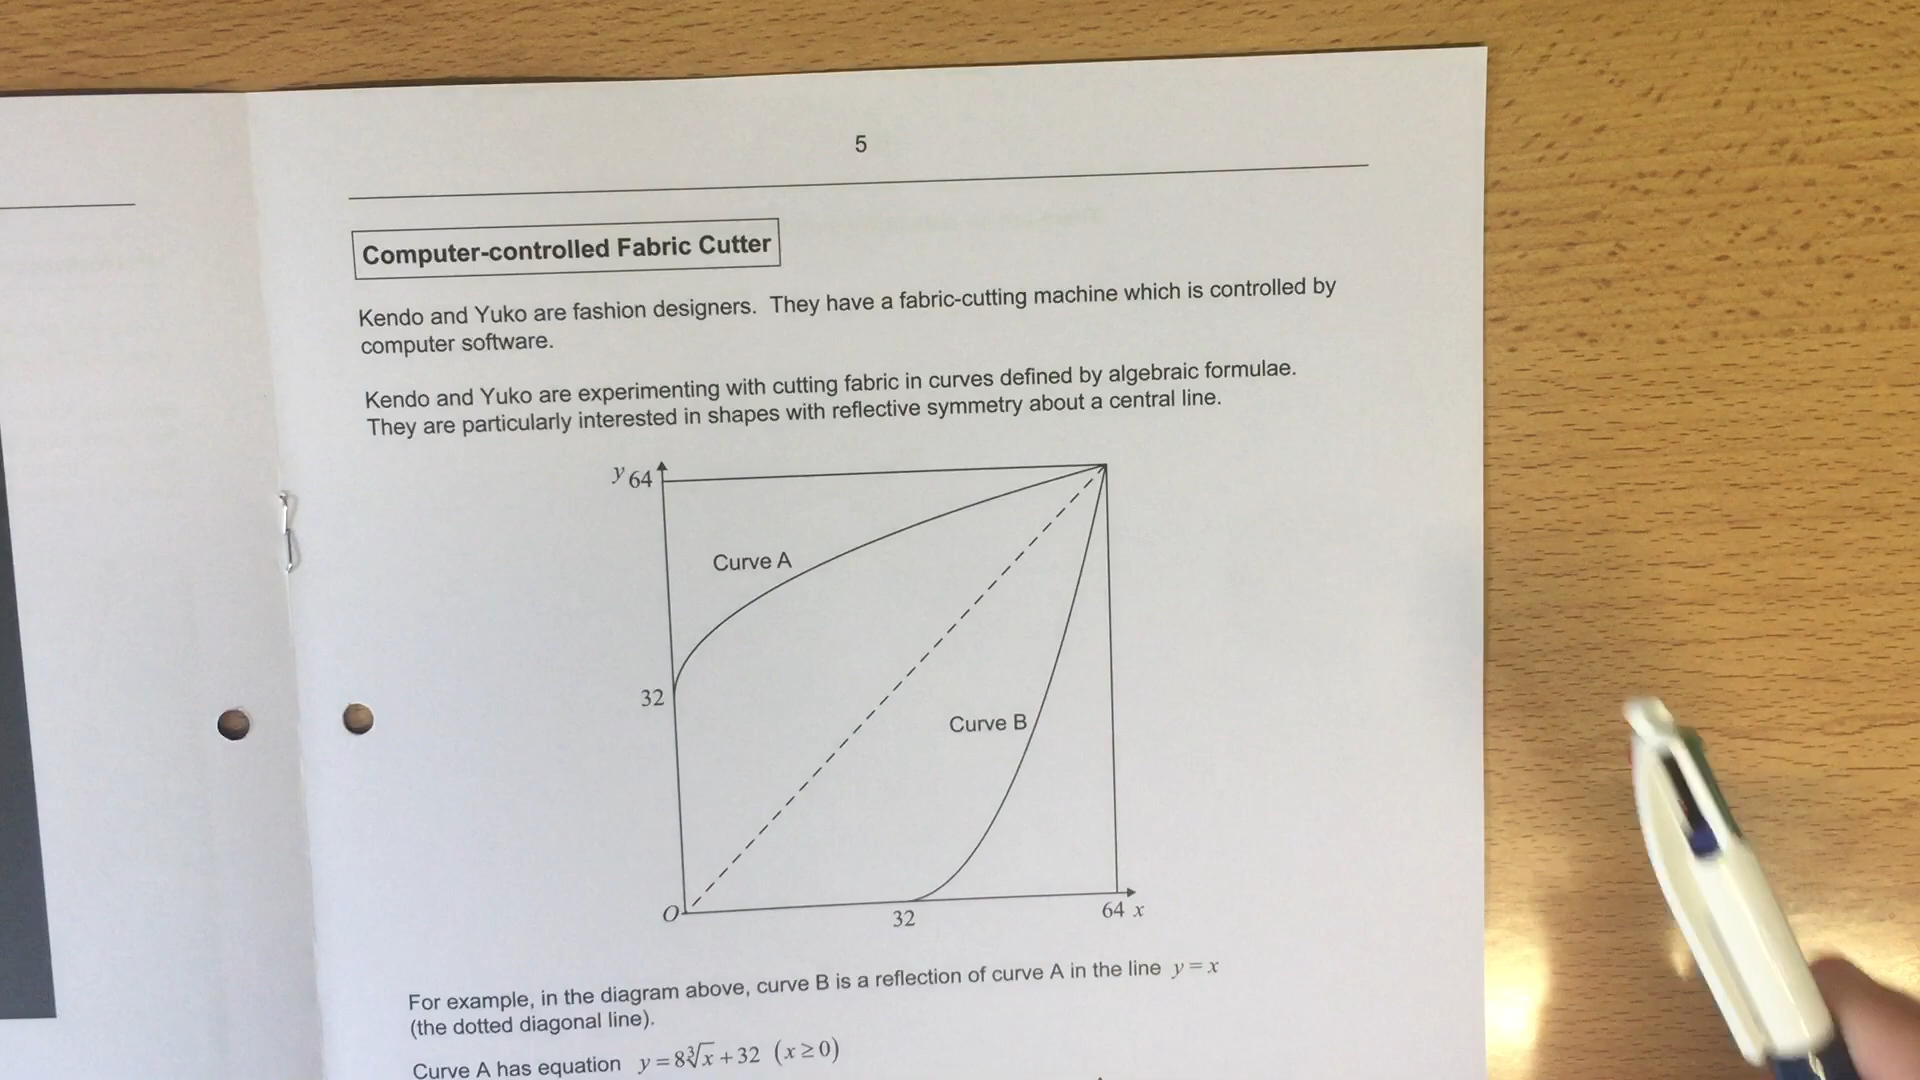 5
Computer-controlled Fabric Cutter
Kendo and Yuko are fashion designers. They have a fabric-cutting machine which is controlled by
computer software.
Kendo and Yuko are experimenting with cutting fabric in curves defined by algebraic formulae.
They are particularly interested in shapes with reflective symmetry about a central line.
y 64
Curve A
32
Curve B
O
32
64 x
For example, in the diagram above, curve B is a reflection of curve A in the line y = x
(the dotted diagonal line).
Curve A has equation y = 8∛x + 32 (x ≥ 0)